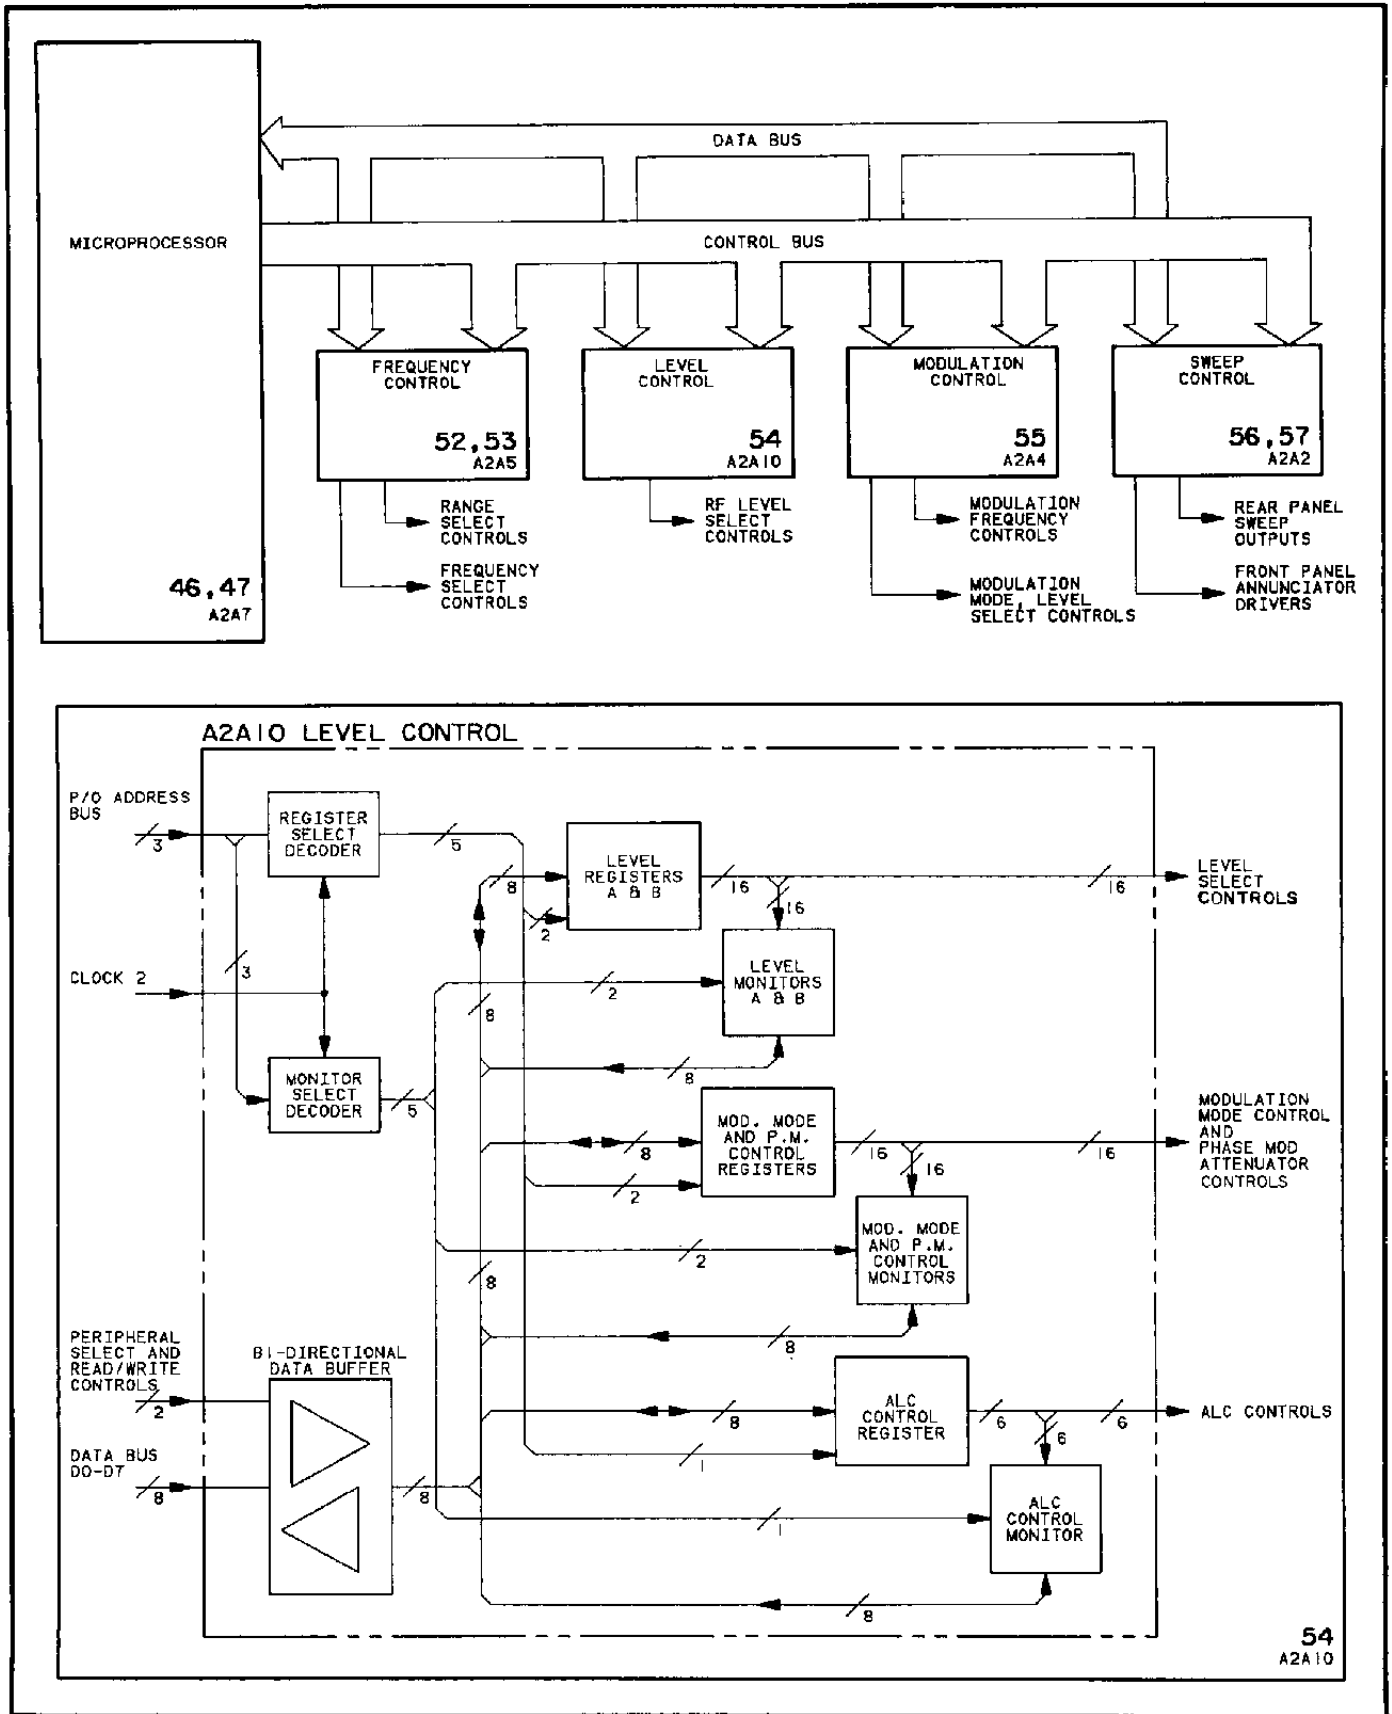 DATA BUS
MICROPROCESSOR
CONTROL BUS
FREQUENCY
CONTROL
52,53
A2A5
LEVEL
CONTROL
54
A2A10
MODULATION
CONTROL
55
A2A4
SWEEP
CONTROL
56,57
A2A2
RANGE
SELECT
CONTROLS
FREQUENCY
SELECT
CONTROLS
RF LEVEL
SELECT
CONTROLS
MODULATION
FREQUENCY
CONTROLS
MODULATION
MODE, LEVEL
SELECT CONTROLS
REAR PANEL
SWEEP
OUTPUTS
FRONT PANEL
ANNUNCIATOR
DRIVERS
46,47
A2A7
A2A10 LEVEL CONTROL
P/O ADDRESS
BUS
3
REGISTER
SELECT
DECODER
5
8
LEVEL
REGISTERS
A & B
2
16
16
16
LEVEL
SELECT
CONTROLS
CLOCK 2
3
8
2
LEVEL
MONITORS
A & B
8
MONITOR
SELECT
DECODER
5
8
2
MOD. MODE
AND P.M.
CONTROL
REGISTERS
16
16
16
MODULATION
MODE CONTROL
AND
PHASE MOD
ATTENUATOR
CONTROLS
8
2
MOD. MODE
AND P.M.
CONTROL
MONITORS
8
PERIPHERAL
SELECT AND
READ/WRITE
CONTROLS
2
BI-DIRECTIONAL
DATA BUFFER
DATA BUS
D0-D7
8
8
8
1
ALC
CONTROL
REGISTER
6
6
6
ALC CONTROLS
1
ALC
CONTROL
MONITOR
8
54
A2A10